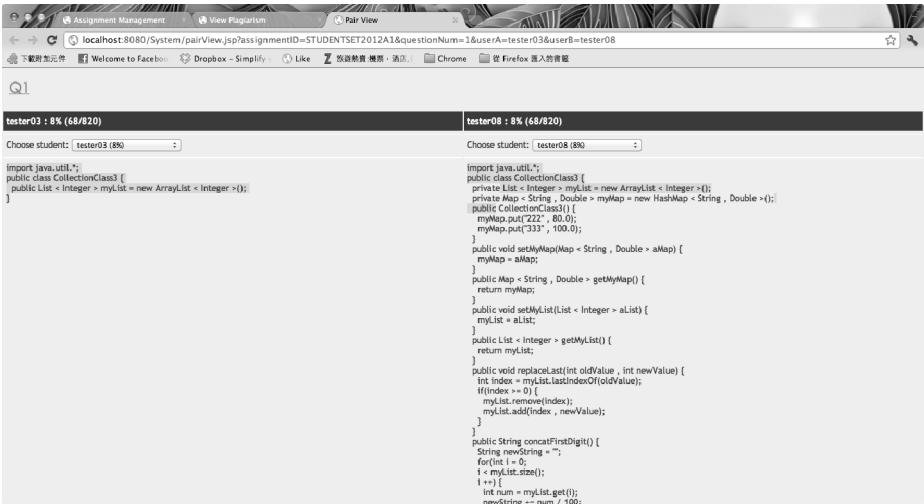 Assignment Management
View Plagiarism
Pair View
localhost:8080/System/pairView.jsp?assignmentID=STUDENTSET2012A1&questionNum=1&userA=tester03&userB=tester08
下載附加元件
Welcome to Facebou
Dropbox - Simplify
Like
Chrome
從 Firefox 匯入的書籤
Q1
tester03 : 8% (68/820)
Choose student: tester03 (8%)
import java.util.*;
public class CollectionClass3 {
public List < Integer > myList = new ArrayList < Integer >();
}
tester08 : 8% (68/820)
Choose student: tester08 (8%)
import java.util.*;
public class CollectionClass3 {
private List < Integer > myList = new ArrayList < Integer >();
private Map < String , Double > myMap = new HashMap < String , Double >();
public CollectionClass3() {
myMap.put("222" , 80.0);
myMap.put("333" , 100.0);
}
public void setMyMap(Map < String , Double > aMap) {
myMap = aMap;
}
public Map < String , Double > getMyMap() {
return myMap;
}
public void setMyList(List < Integer > aList) {
myList = aList;
}
public List < Integer > getMyList() {
return myList;
}
public void replaceLast(int oldValue , int newValue) {
int index = myList.lastIndexOf(oldValue);
if(index >= 0) {
myList.remove(index);
myList.add(index , newValue);
}
}
public String concatFirstDigit() {
String newString = "";
for(int i = 0;
i < myList.size();
i ++) {
int num = myList.get(i);
newString += num / 100;